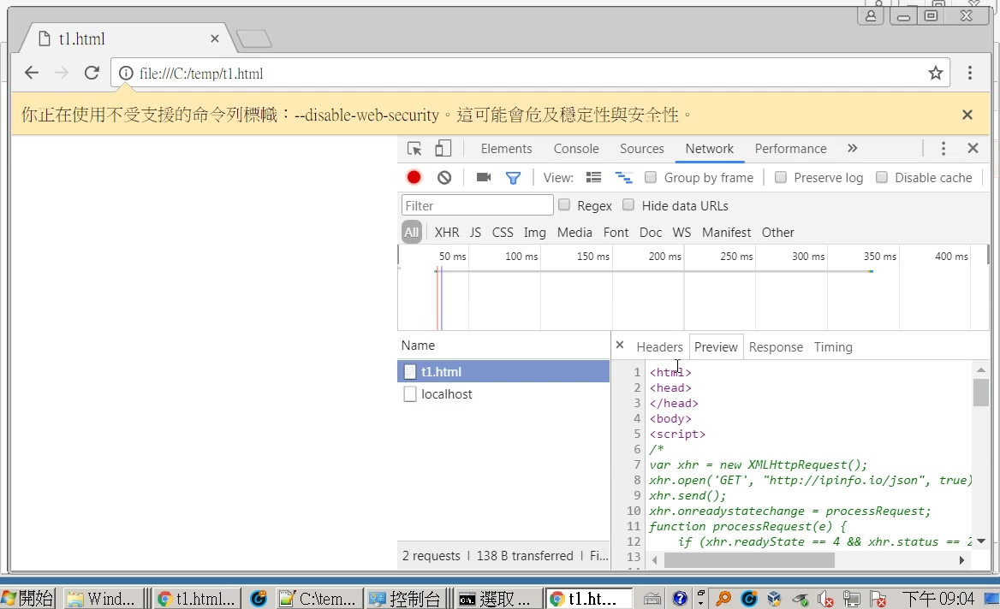 t1.html
file:///C:/temp/t1.html
你正在使用不受支援的命令列標幟：--disable-web-security。這可能會危及穩定性與安全性。
Elements Console Sources Network Performance »
View: Group by frame Preserve log Disable cache
Filter Regex Hide data URLs
All XHR JS CSS Img Media Font Doc WS Manifest Other
50 ms 100 ms 150 ms 200 ms 250 ms 300 ms 350 ms 400 ms
Name
t1.html
localhost
2 requests | 138 B transferred | Fi...
Headers Preview Response Timing
1 <html>
2 <head>
3 </head>
4 <body>
5 <script>
6 /*
7 var xhr = new XMLHttpRequest();
8 xhr.open('GET', "http://ipinfo.io/json", true)
9 xhr.send();
10 xhr.onreadystatechange = processRequest;
11 function processRequest(e) {
12 if (xhr.readyState == 4 && xhr.status == 2
13
開始 Wind... t1.html... C:\tem... 控制台 選取 ... t1.ht... 下午 09:04